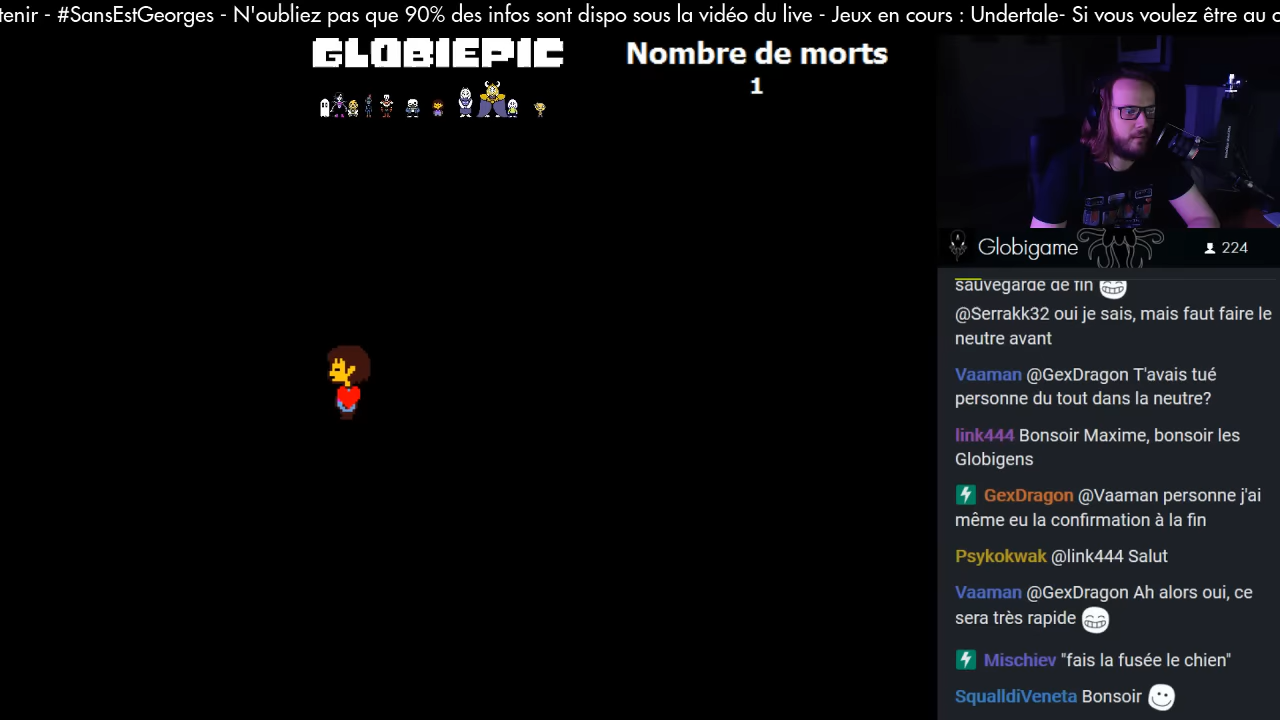 tenir - #SansEstGeorges - N'oubliez pas que 90% des infos sont dispo sous la vidéo du live - Jeux en cours : Undertale- Si vous voulez être au c
GLOBIEPIC
Nombre de morts
1
Globigame
224
sauvegarde de fin
@Serrakk32 oui je sais, mais faut faire le
neutre avant
Vaaman @GexDragon T'avais tué
personne du tout dans la neutre?
link444 Bonsoir Maxime, bonsoir les
Globigens
GexDragon @Vaaman personne j'ai
même eu la confirmation à la fin
Psykokwak @link444 Salut
Vaaman @GexDragon Ah alors oui, ce
sera très rapide
Mischiev "fais la fusée le chien"
SqualldiVeneta Bonsoir